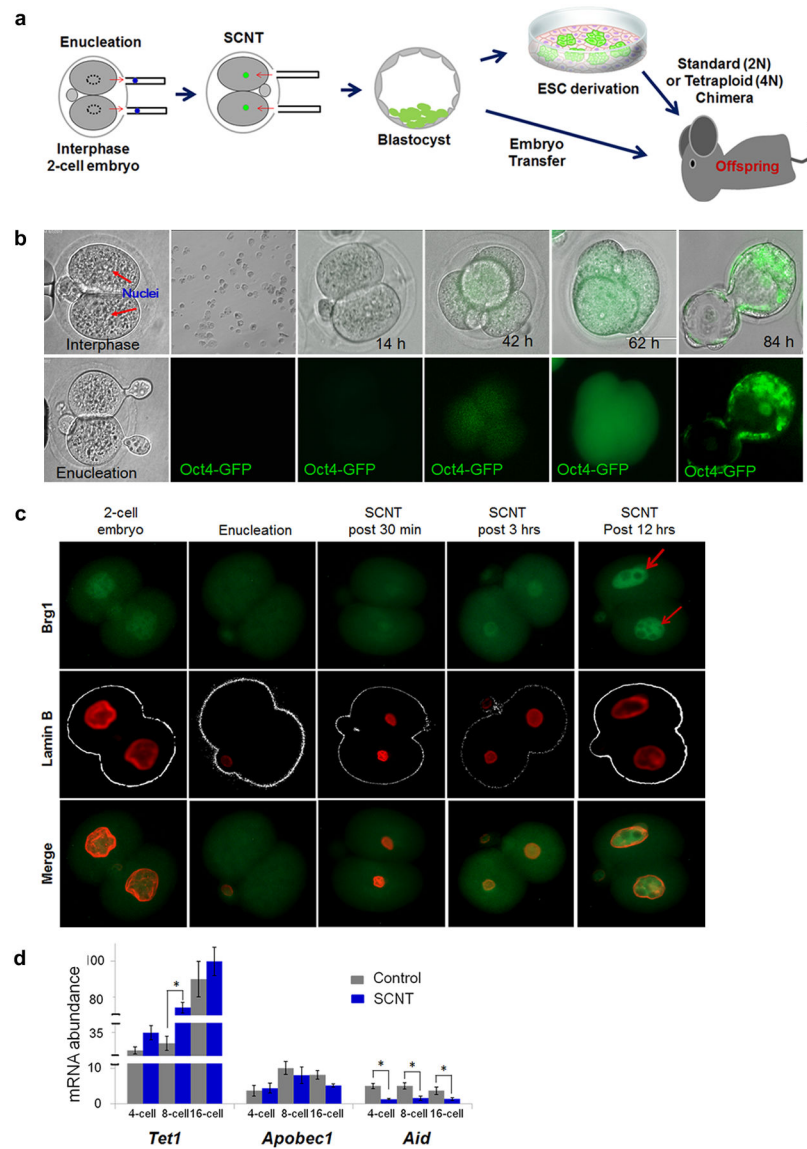 a
Enucleation
SCNT
Interphase
2-cell embryo
Blastocyst
ESC derivation
Embryo
Transfer
Standard (2N)
or Tetraploid (4N)
Chimera
Offspring
b
Nuclei
Interphase
14 h
42 h
62 h
84 h
Enucleation
Oct4-GFP
Oct4-GFP
Oct4-GFP
Oct4-GFP
Oct4-GFP
c
2-cell
embryo
Enucleation
SCNT
post 30 min
SCNT
post 3 hrs
SCNT
Post 12 hrs
Brg1
Lamin B
Merge
d
mRNA abundance
100
80
35
10
0
*
* * *
Control
SCNT
4-cell 8-cell 16-cell
4-cell 8-cell 16-cell
4-cell 8-cell 16-cell
Tet1
Apobec1
Aid